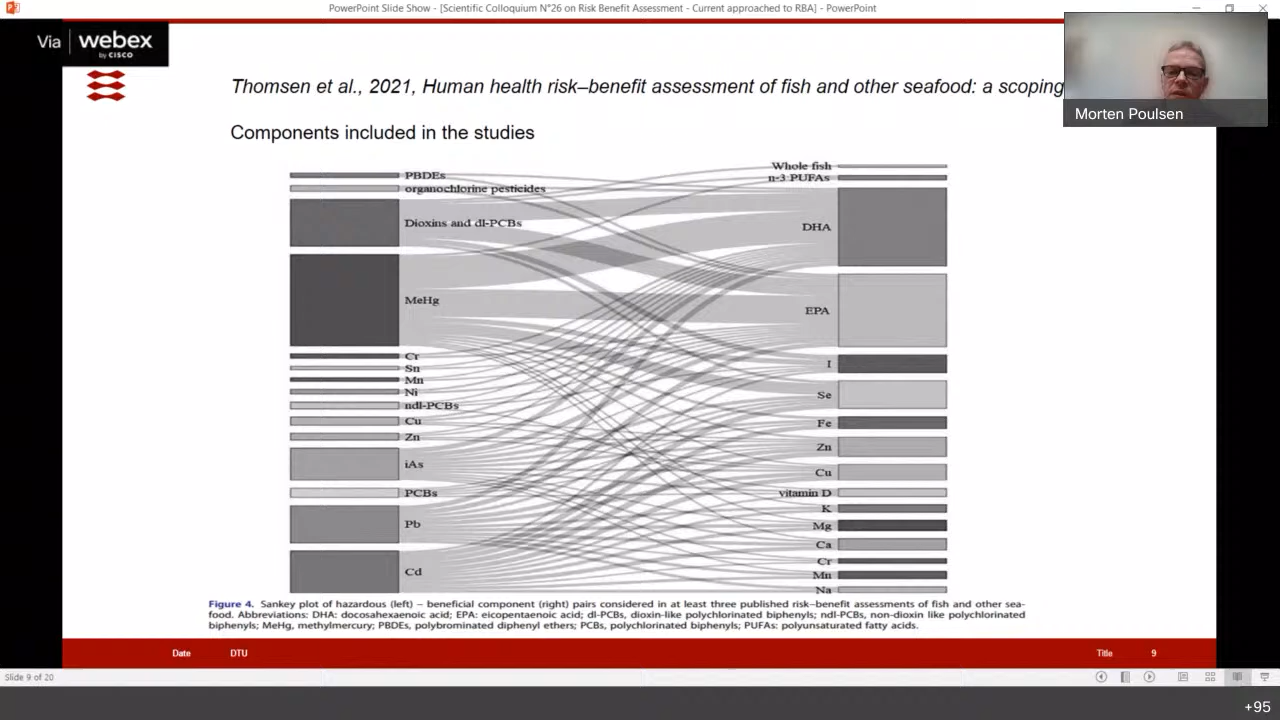 PowerPoint Slide Show - [Scientific Colloquium N°26 on Risk Benefit Assessment - Current approached to RBA] - PowerPoint
Via webex
by CISCO
Morten Poulsen
Thomsen et al., 2021, Human health risk–benefit assessment of fish and other seafood: a scoping
Components included in the studies
PBDEs
organochlorine pesticides
Dioxins and dl-PCBs
MeHg
Cr
Sn
Mn
Ni
ndl-PCBs
Cu
Zn
iAs
PCBs
Pb
Cd
Whole fish
n-3 PUFAs
DHA
EPA
I
Se
Fe
Zn
Cu
vitamin D
K
Mg
Ca
Cr
Mn
Na
Figure 4. Sankey plot of hazardous (left) – beneficial component (right) pairs considered in at least three published risk–benefit assessments of fish and other sea-
food. Abbreviations: DHA: docosahexaenoic acid; EPA: eicopentaenoic acid; dl-PCBs, dioxin-like polychlorinated biphenyls; ndl-PCBs, non-dioxin like polychlorinated
biphenyls; MeHg, methylmercury; PBDEs, polybrominated diphenyl ethers; PCBs, polychlorinated biphenyls; PUFAs: polyunsaturated fatty acids.
Date DTU Title 9
Slide 9 of 20
+95